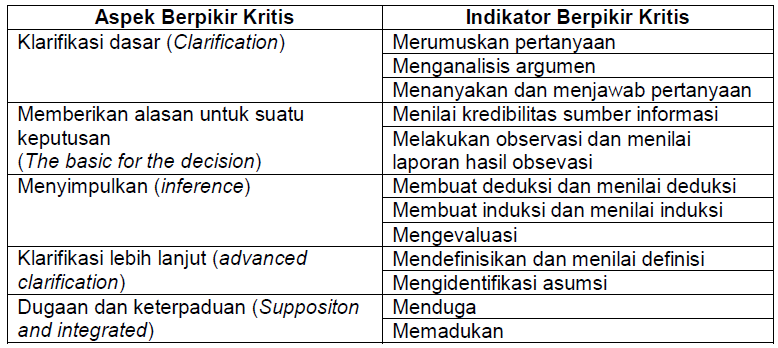 Aspek Berpikir Kritis
Indikator Berpikir Kritis
Klarifikasi dasar (Clarification)
Merumuskan pertanyaan
Menganalisis argumen
Menanyakan dan menjawab pertanyaan
Memberikan alasan untuk suatu
keputusan
(The basic for the decision)
Menilai kredibilitas sumber informasi
Melakukan observasi dan menilai
laporan hasil obsevasi
Menyimpulkan (inference)
Membuat deduksi dan menilai deduksi
Membuat induksi dan menilai induksi
Mengevaluasi
Klarifikasi lebih lanjut (advanced
clarification)
Mendefinisikan dan menilai definisi
Mengidentifikasi asumsi
Dugaan dan keterpaduan (Suppositon
and integrated)
Menduga
Memadukan